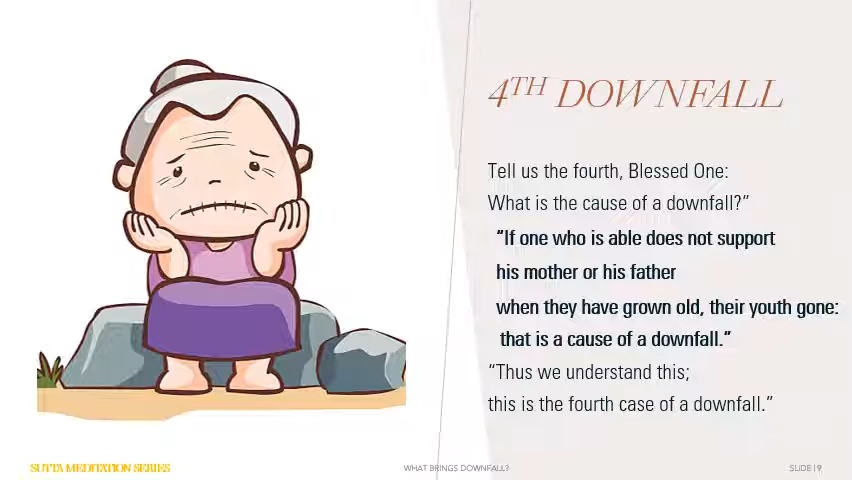 4TH DOWNFALL
Tell us the fourth, Blessed One:
What is the cause of a downfall?”
“If one who is able does not support
his mother or his father
when they have grown old, their youth gone:
that is a cause of a downfall.”
“Thus we understand this;
this is the fourth case of a downfall.”
SUTTA MEDITATION SERIES
WHAT BRINGS DOWNFALL?
SLIDE | 9